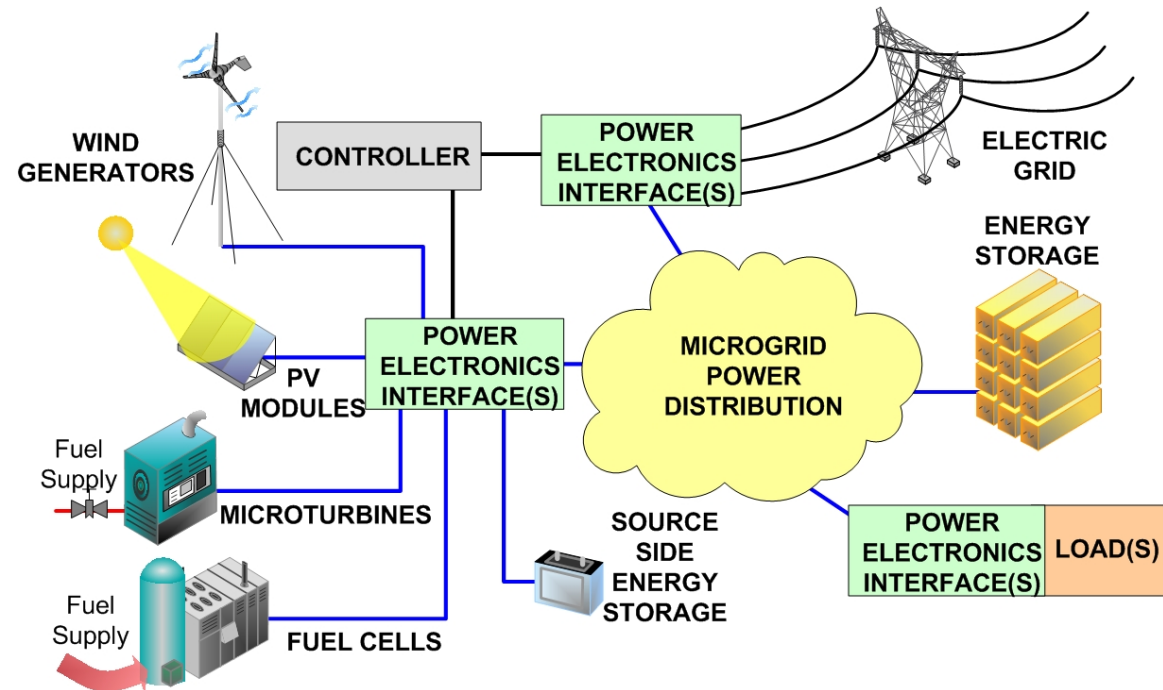 WIND
GENERATORS
CONTROLLER
POWER
ELECTRONICS
INTERFACE(S)
ELECTRIC
GRID
ENERGY
STORAGE
POWER
ELECTRONICS
INTERFACE(S)
MICROGRID
POWER
DISTRIBUTION
PV
MODULES
Fuel
Supply
MICROTURBINES
SOURCE
SIDE
ENERGY
STORAGE
POWER
ELECTRONICS
INTERFACE(S)
LOAD(S)
Fuel
Supply
FUEL CELLS